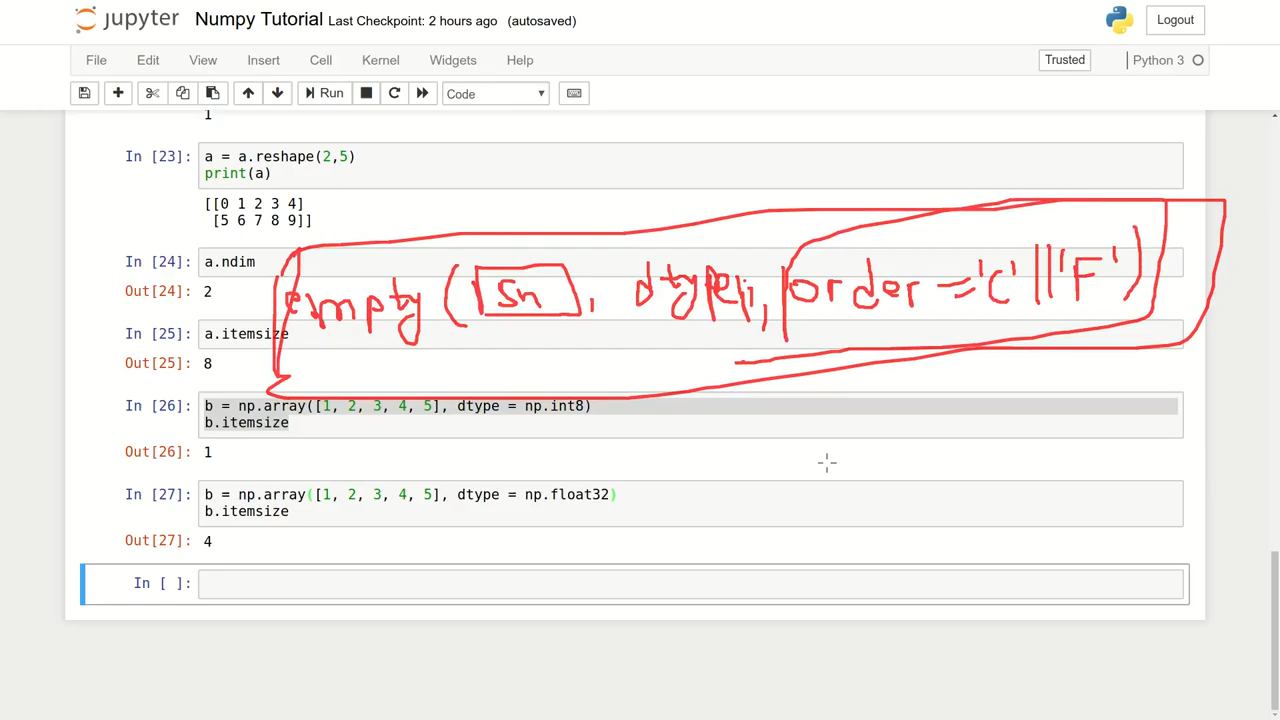 jupyter Numpy Tutorial Last Checkpoint: 2 hours ago (autosaved) Logout
File Edit View Insert Cell Kernel Widgets Help Trusted Python 3
Run Code
1
In [23]: a = a.reshape(2,5)
print(a)
[[0 1 2 3 4]
[5 6 7 8 9]]
In [24]: a.ndim
Out[24]: 2
empty ( Sh , dtype, order = 'C' || 'F' )
In [25]: a.itemsize
Out[25]: 8
In [26]: b = np.array([1, 2, 3, 4, 5], dtype = np.int8)
b.itemsize
Out[26]: 1
In [27]: b = np.array([1, 2, 3, 4, 5], dtype = np.float32)
b.itemsize
Out[27]: 4
In [ ]: